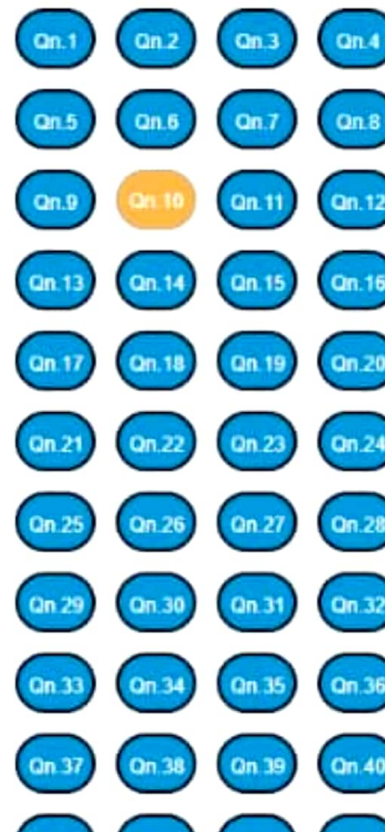 Qn.1 Qn.2 Qn.3 Qn.4
Qn.5 Qn.6 Qn.7 Qn.8
Qn.9 Qn.10 Qn.11 Qn.12
Qn.13 Qn.14 Qn.15 Qn.16
Qn.17 Qn.18 Qn.19 Qn.20
Qn.21 Qn.22 Qn.23 Qn.24
Qn.25 Qn.26 Qn.27 Qn.28
Qn.29 Qn.30 Qn.31 Qn.32
Qn.33 Qn.34 Qn.35 Qn.36
Qn.37 Qn.38 Qn.39 Qn.40